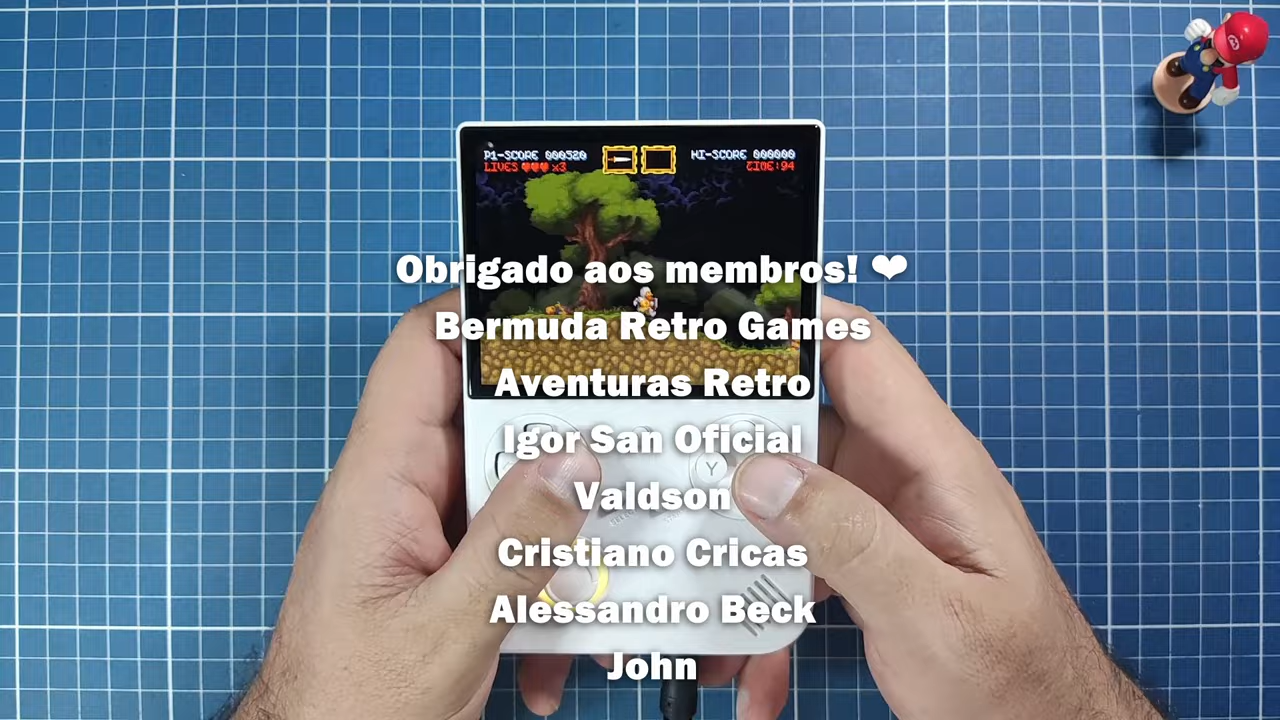 P1-SCORE 000520
HI-SCORE 000000
LIVES x3
TIME:94
Obrigado aos membros! ❤
Bermuda Retro Games
Aventuras Retro
Igor San Oficial
Y
Valdson
Cristiano Cricas
Alessandro Beck
John